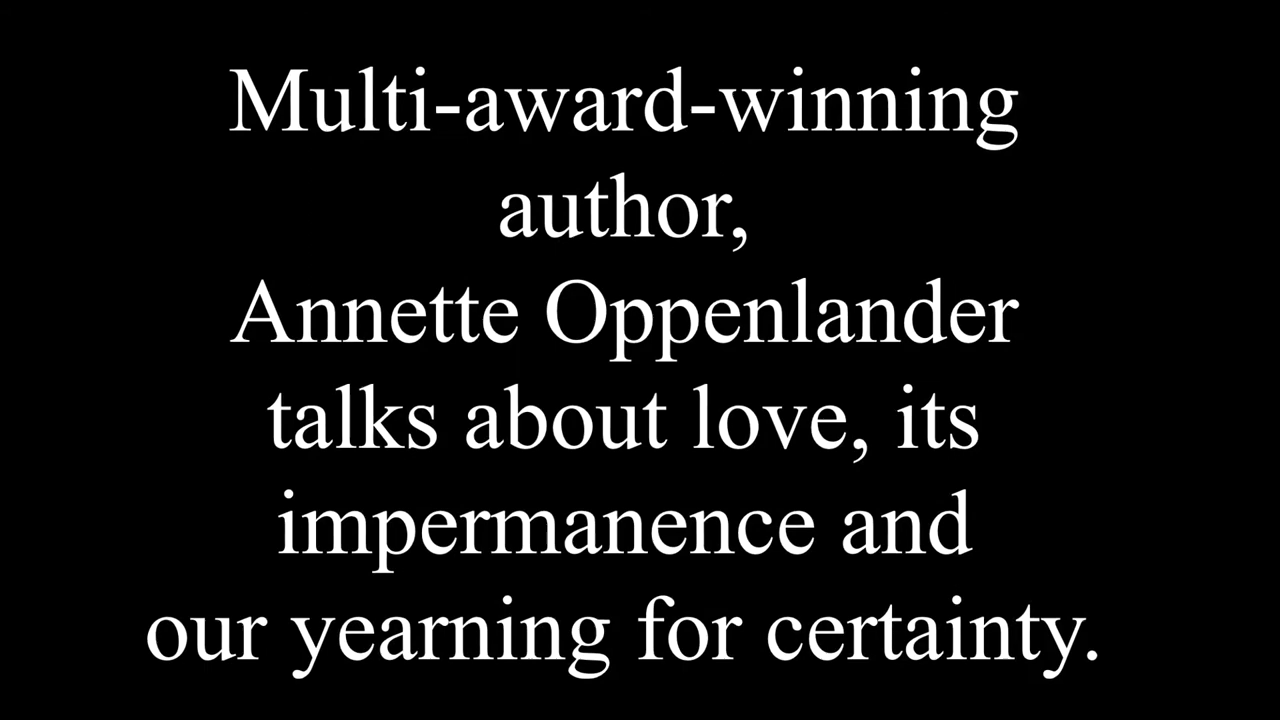 Multi-award-winning
author,
Annette Oppenlander
talks about love, its
impermanence and
our yearning for certainty.